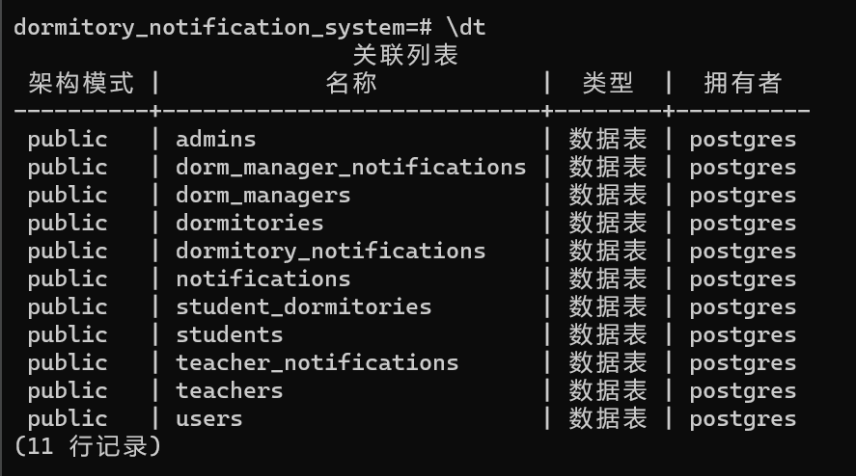 dormitory_notification_system=# \dt
关联列表
架构模式 | 名称 | 类型 | 拥有者
----------+----------------------------+--------+----------
public | admins | 数据表 | postgres
public | dorm_manager_notifications | 数据表 | postgres
public | dorm_managers | 数据表 | postgres
public | dormitories | 数据表 | postgres
public | dormitory_notifications | 数据表 | postgres
public | notifications | 数据表 | postgres
public | student_dormitories | 数据表 | postgres
public | students | 数据表 | postgres
public | teacher_notifications | 数据表 | postgres
public | teachers | 数据表 | postgres
public | users | 数据表 | postgres
(11 行记录)